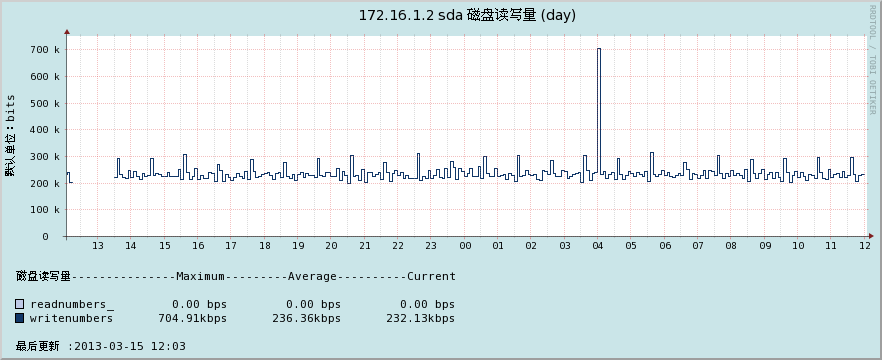 172.16.1.2 sda 磁盘读写量 (day)
RRDTOOL / TOBI OETIKER
默认单位：bits
700 k
600 k
500 k
400 k
300 k
200 k
100 k
0
13 14 15 16 17 18 19 20 21 22 23 00 01 02 03 04 05 06 07 08 09 10 11 12
磁盘读写量---------------Maximum---------Average----------Current
readnumbers_ 0.00 bps 0.00 bps 0.00 bps
writenumbers 704.91kbps 236.36kbps 232.13kbps
最后更新 :2013-03-15 12:03